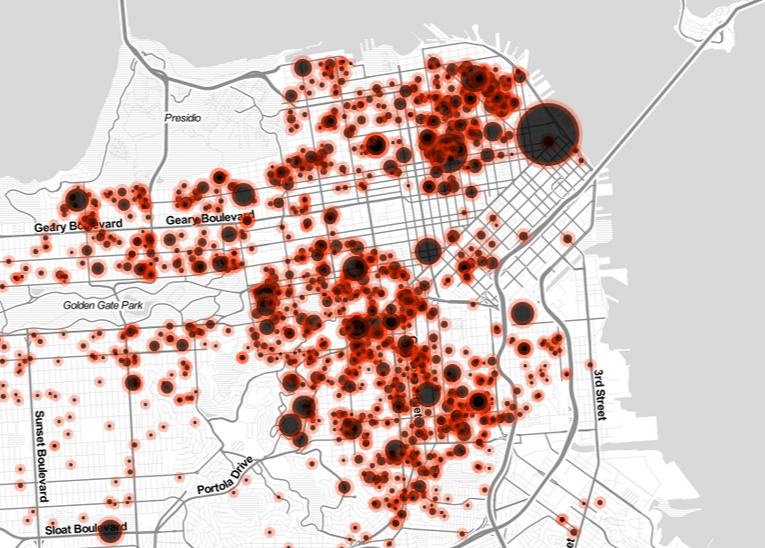 Presidio
Geary Boulevard
Geary Boulevard
Golden Gate Park
3rd Street
Sunset Boulevard
Portola Drive
Sloat Boulevard